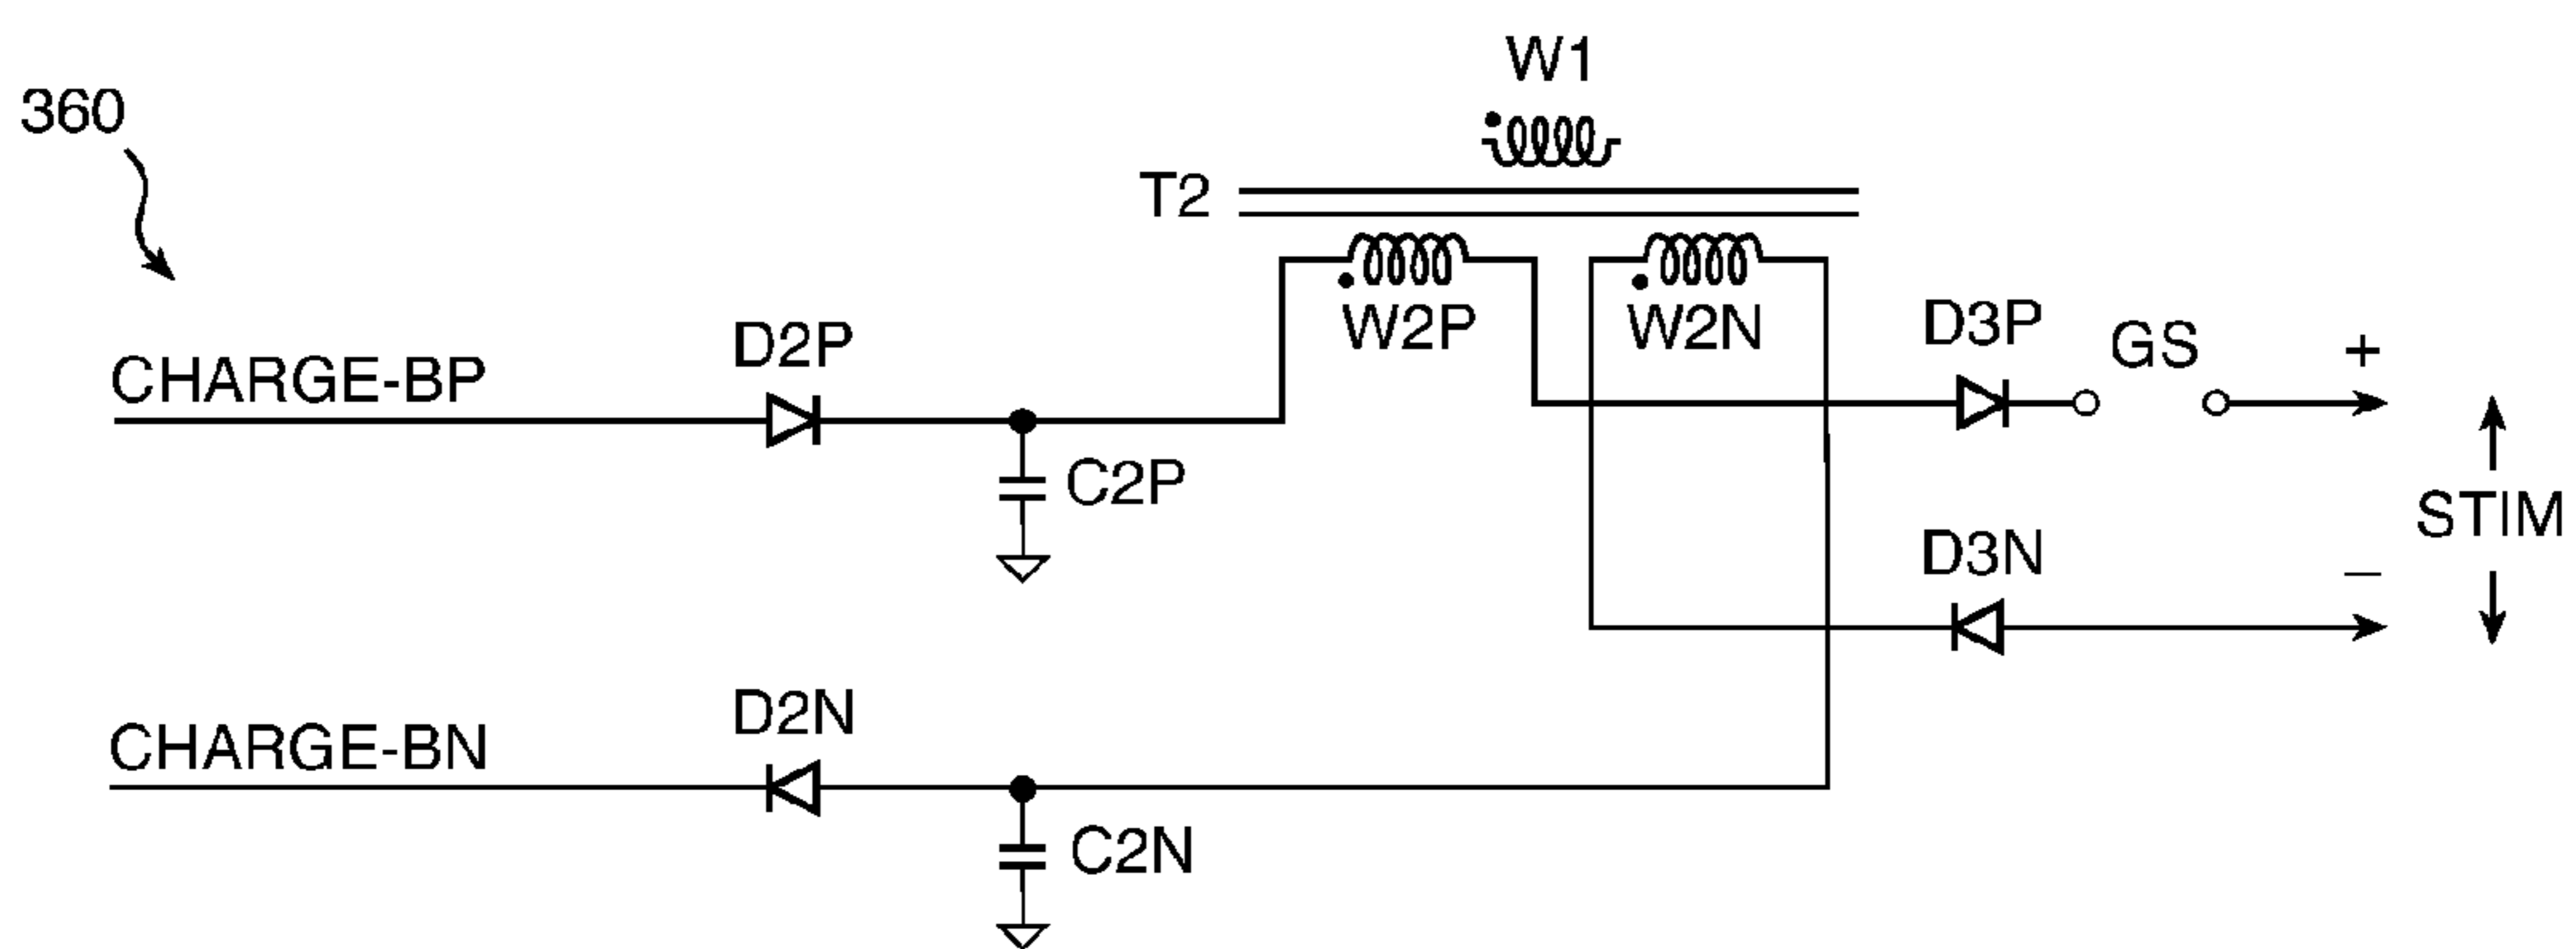 W1
360
T2
W2P
W2N
D3P
GS
+
D2P
CHARGE-BP
C2P
STIM
D3N
−
D2N
CHARGE-BN
C2N